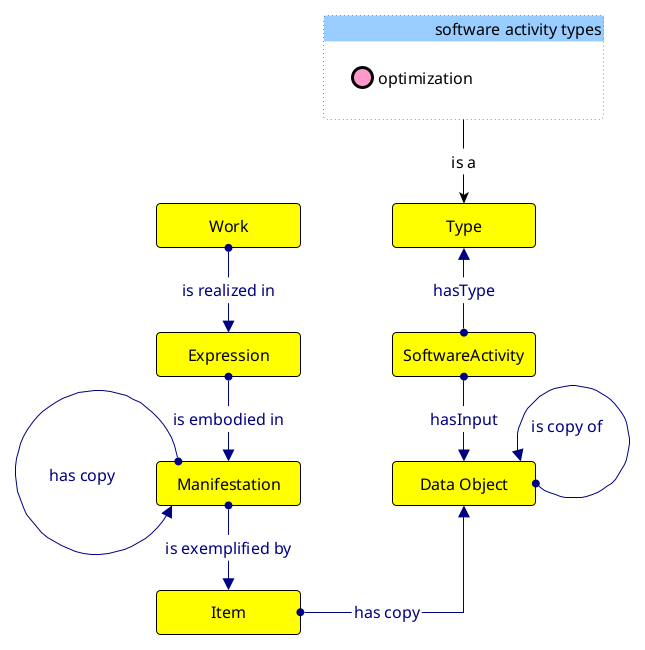 software activity types
optimization
is a
Work
Type
is realized in
hasType
Expression
SoftwareActivity
is embodied in
hasInput
is copy of
has copy
Manifestation
Data Object
is exemplified by
Item
has copy